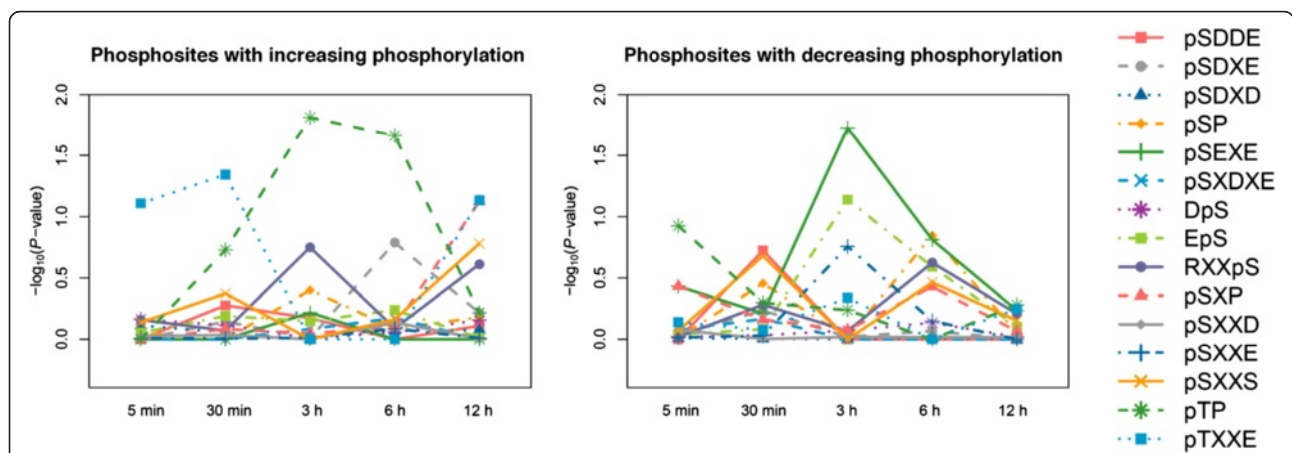 Phosphosites with increasing phosphorylation
2.0
1.5
1.0
0.5
0.0
−log10(P−value)
5 min 30 min 3 h 6 h 12 h
Phosphosites with decreasing phosphorylation
2.0
1.5
1.0
0.5
0.0
−log10(P−value)
5 min 30 min 3 h 6 h 12 h
pSDDE
pSDXE
pSDXD
pSP
pSEXE
pSXDXE
DpS
EpS
RXXpS
pSXP
pSXXD
pSXXE
pSXXS
pTP
pTXXE